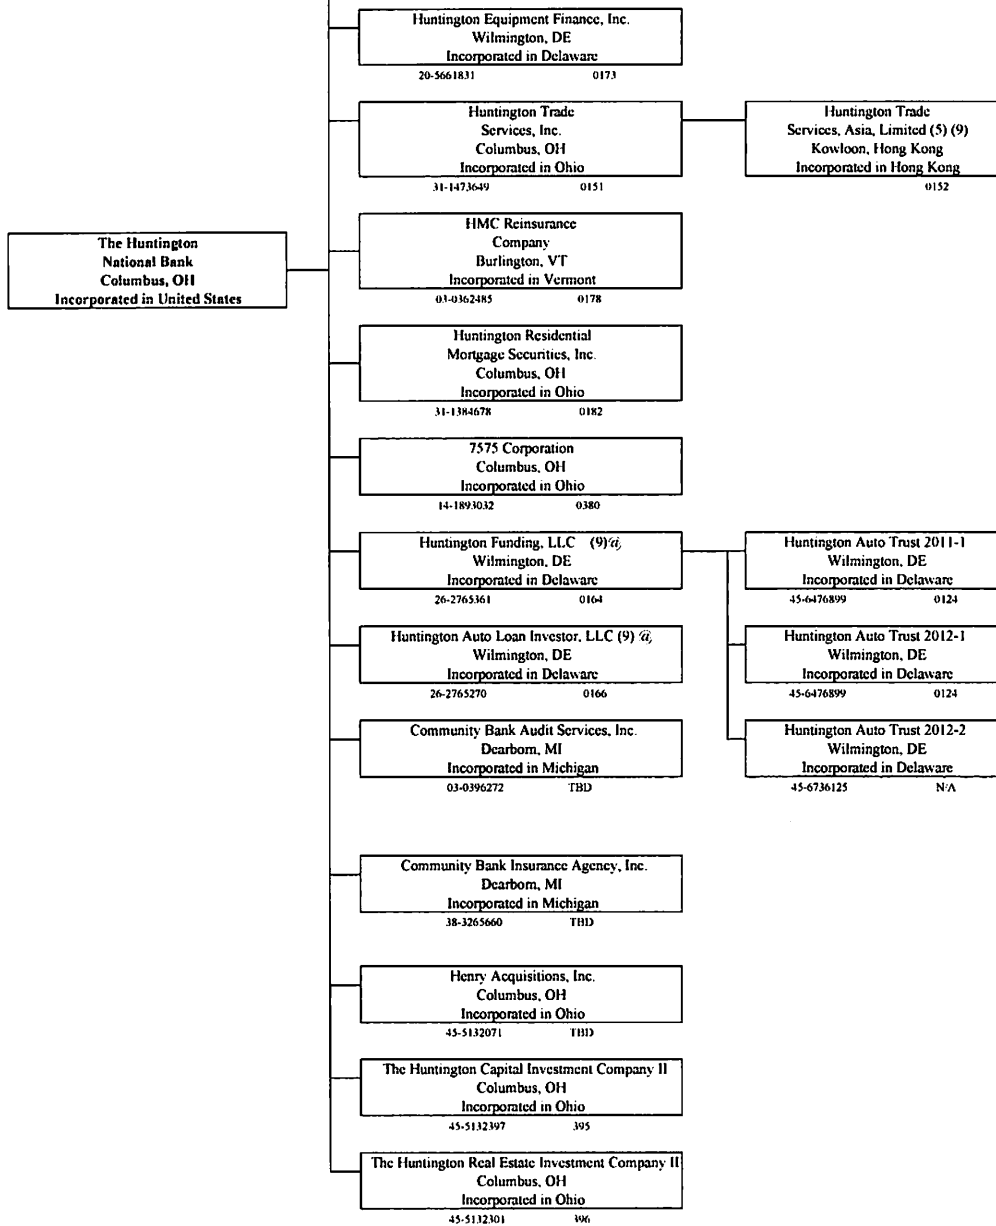 Huntington Equipment Finance, Inc.
Wilmington, DE
Incorporated in Delaware
20-5661831 0173
Huntington Trade
Services, Inc.
Columbus, OH
Incorporated in Ohio
31-1473649 0151
Huntington Trade
Services, Asia, Limited (5) (9)
Kowloon, Hong Kong
Incorporated in Hong Kong
0152
The Huntington
National Bank
Columbus, OH
Incorporated in United States
HMC Reinsurance
Company
Burlington, VT
Incorporated in Vermont
03-0362485 0178
Huntington Residential
Mortgage Securities, Inc.
Columbus, OH
Incorporated in Ohio
31-1384678 0182
7575 Corporation
Columbus, OH
Incorporated in Ohio
14-1893032 0380
Huntington Funding, LLC (9)
Wilmington, DE
Incorporated in Delaware
26-2765361 0164
Huntington Auto Trust 2011-1
Wilmington, DE
Incorporated in Delaware
45-6476899 0124
Huntington Auto Loan Investor, LLC (9)
Wilmington, DE
Incorporated in Delaware
26-2765270 0166
Huntington Auto Trust 2012-1
Wilmington, DE
Incorporated in Delaware
45-6476899 0124
Community Bank Audit Services, Inc.
Dearborn, MI
Incorporated in Michigan
03-0396272 TBD
Huntington Auto Trust 2012-2
Wilmington, DE
Incorporated in Delaware
45-6736125 N/A
Community Bank Insurance Agency, Inc.
Dearborn, MI
Incorporated in Michigan
38-3265660 TBD
Henry Acquisitions, Inc.
Columbus, OH
Incorporated in Ohio
45-5132071 TBD
The Huntington Capital Investment Company II
Columbus, OH
Incorporated in Ohio
45-5132397 395
The Huntington Real Estate Investment Company II
Columbus, OH
Incorporated in Ohio
45-5132301 396